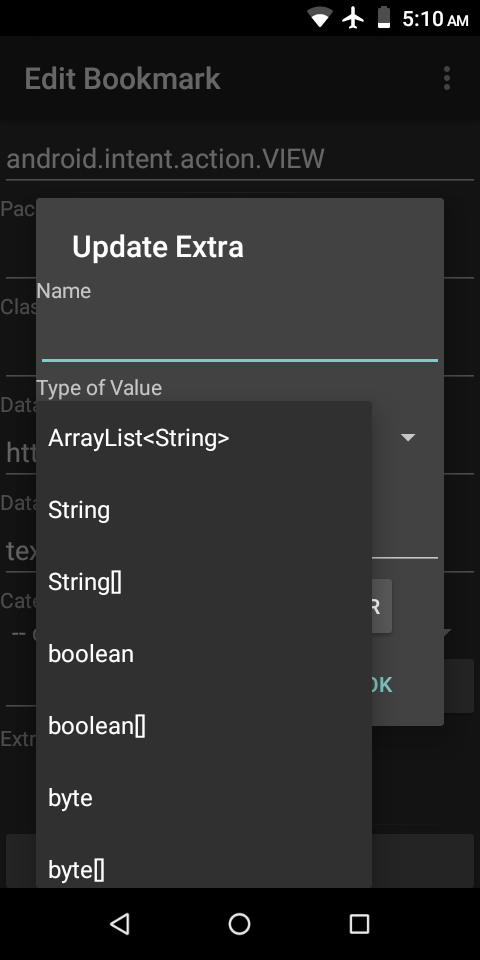 5:10 AM
Edit Bookmark
android.intent.action.VIEW
Pac
Update Extra
Name
Clas
Type of Value
Data
ArrayList<String>
htt
String
Data
String[]
tex
Cate
-- c
boolean
R
OK
boolean[]
Extr
byte
byte[]